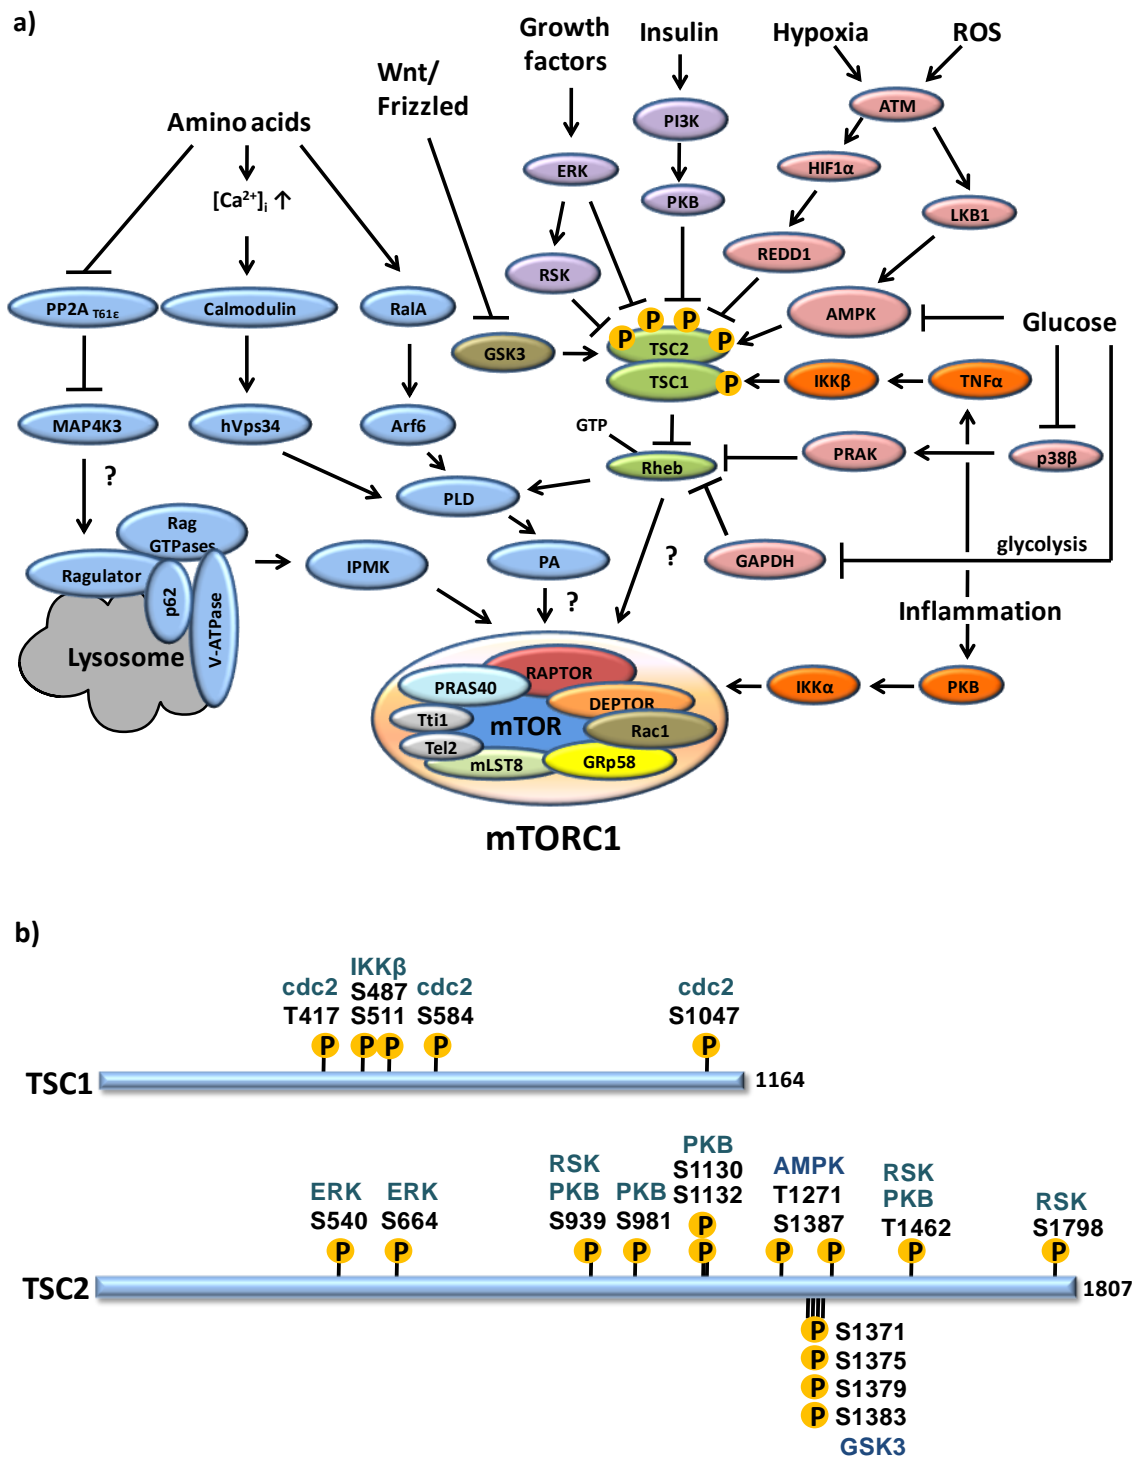 a)
Growth
factors
Insulin
Hypoxia
ROS
Wnt/
Frizzled
Amino acids
[Ca²⁺]ᵢ ↑
PI3K
ATM
ERK
HIF1α
PKB
LKB1
RSK
REDD1
PP2A T61ε
Calmodulin
RalA
AMPK
Glucose
P
P
P
P
TSC2
GSK3
TSC1
P
IKKβ
TNFα
MAP4K3
hVps34
Arf6
GTP
Rheb
PRAK
p38β
?
PLD
Rag
GTPases
Ragulator
p62
V-ATPase
Lysosome
IPMK
PA
?
?
GAPDH
glycolysis
Inflammation
RAPTOR
PRAS40
DEPTOR
IKKα
PKB
Tti1
mTOR
Rac1
Tel2
mLST8
GRp58
mTORC1
b)
IKKβ
cdc2
S487
cdc2
cdc2
T417
S511
S584
S1047
P
P
P
P
P
TSC1
1164
PKB
RSK
S1130
AMPK
RSK
ERK
ERK
PKB
PKB
S1132
T1271
PKB
RSK
S540
S664
S939
S981
S1387
T1462
S1798
P
P
P
P
P
P
P
P
P
P
TSC2
1807
P S1371
P S1375
P S1379
P S1383
GSK3